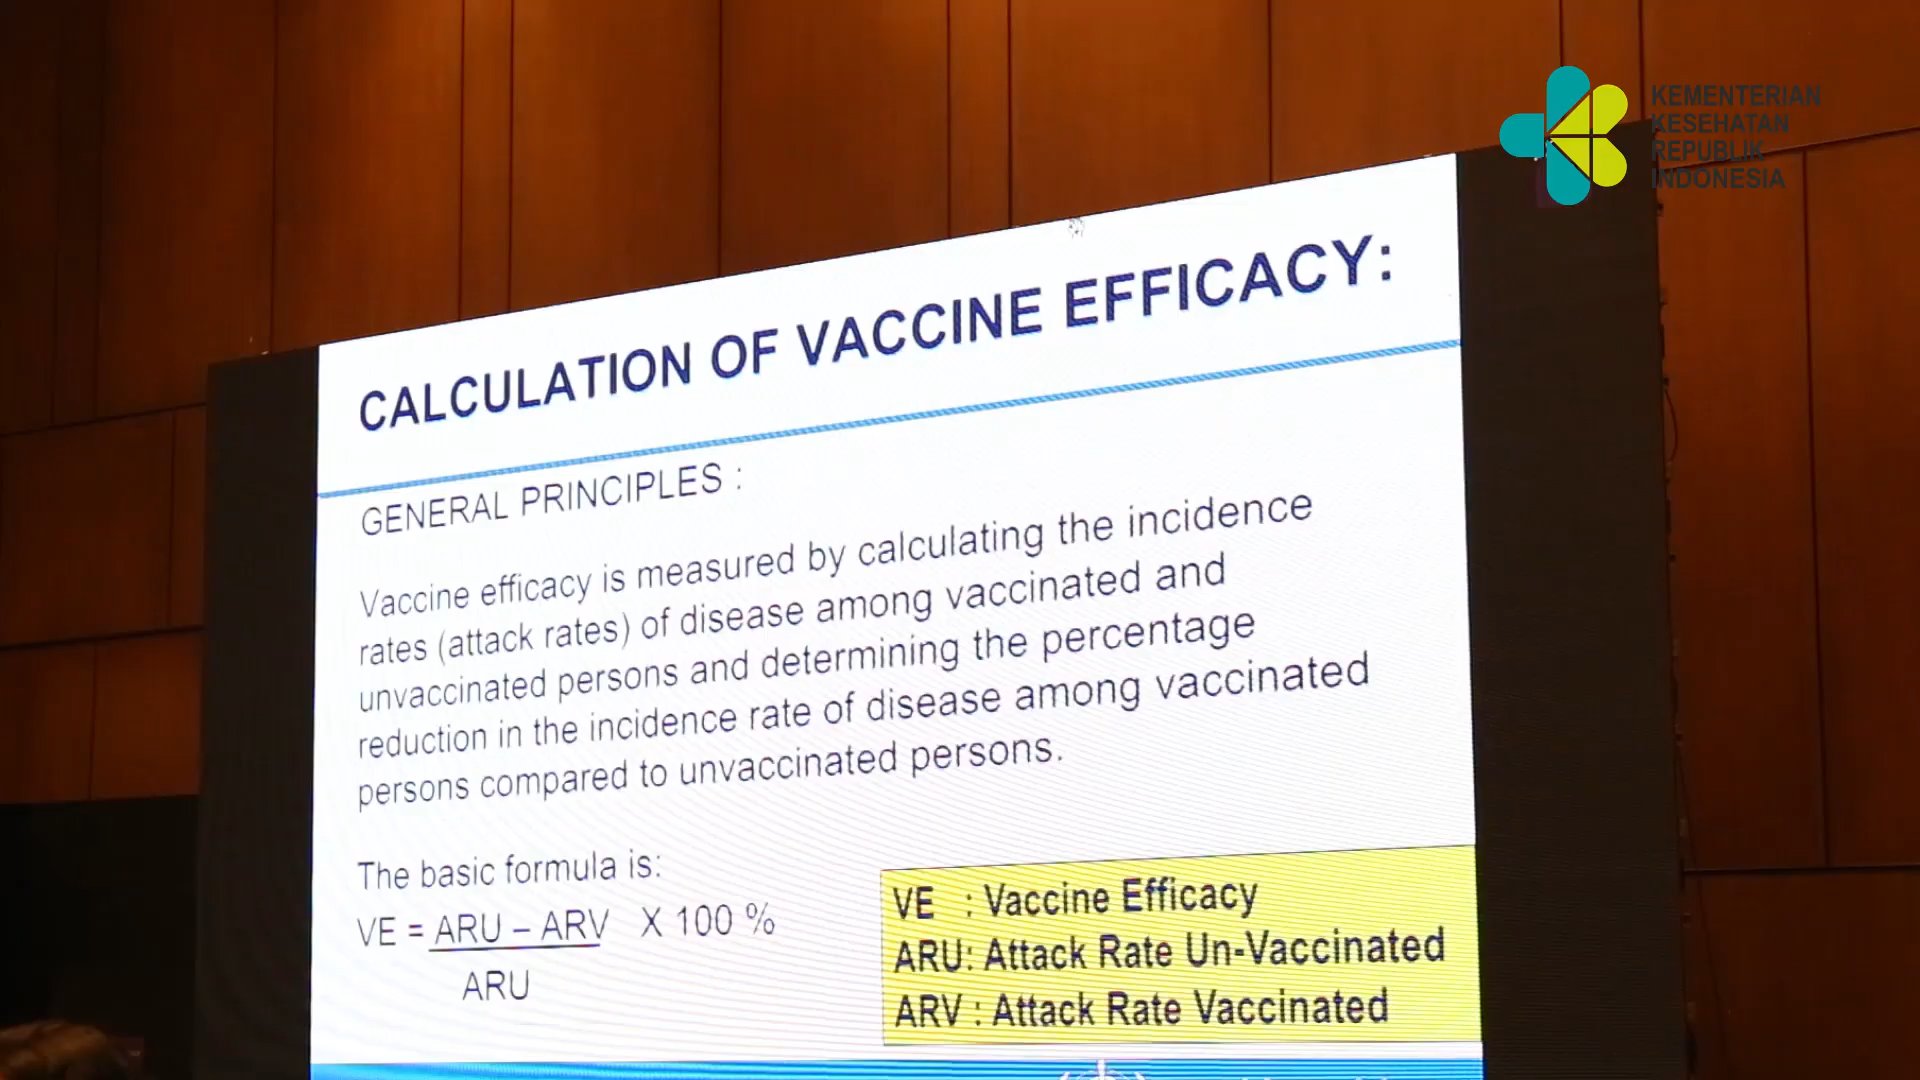 KEMENTERIAN
KESEHATAN
REPUBLIK
INDONESIA
CALCULATION OF VACCINE EFFICACY:
GENERAL PRINCIPLES :
Vaccine efficacy is measured by calculating the incidence
rates (attack rates) of disease among vaccinated and
unvaccinated persons and determining the percentage
reduction in the incidence rate of disease among vaccinated
persons compared to unvaccinated persons.
The basic formula is:
VE = ARU – ARV X 100 %
ARU
VE : Vaccine Efficacy
ARU: Attack Rate Un-Vaccinated
ARV : Attack Rate Vaccinated